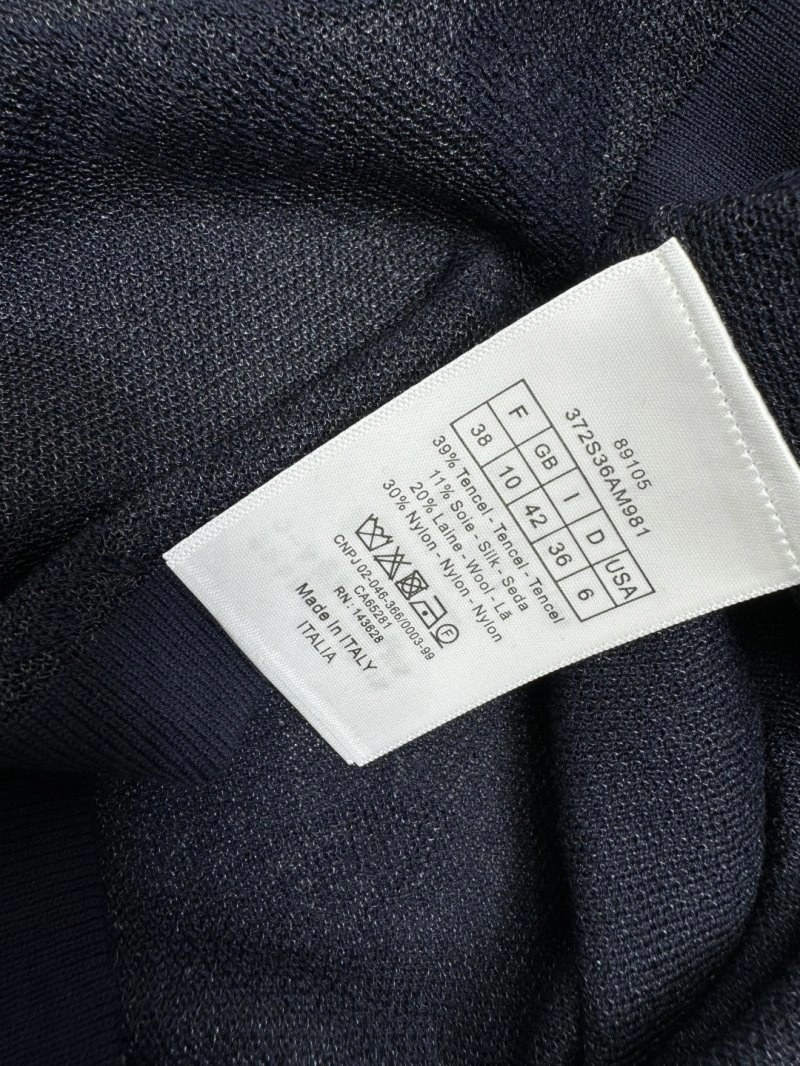 89105
372S36AM981
F GB I D USA
38 10 42 36 6
39% Tencel - Tencel - Tencel
11% Soie - Silk - Seda
20% Laine - Wool - Lã
30% Nylon - Nylon - Nylon
F
CNPJ 02-046-366/0003-99
CA65281
RN: 143628
Made In ITALY
ITALIA